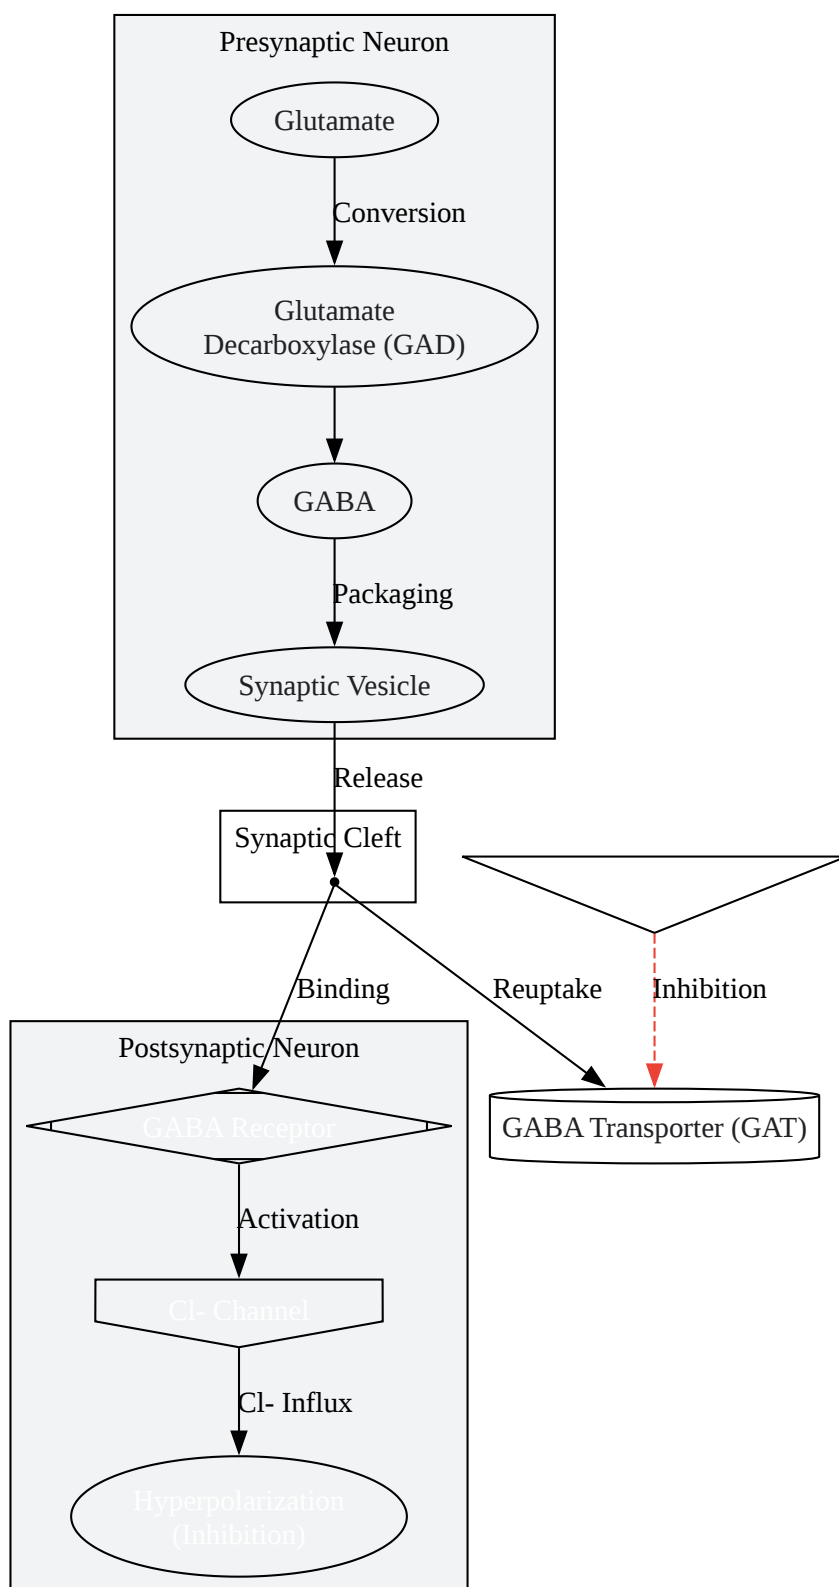 Presynaptic Neuron
Glutamate
Conversion
Glutamate
Decarboxylase (GAD)
GABA
Packaging
Synaptic Vesicle
Release
Synaptic Cleft
Binding
Reuptake
Inhibition
Postsynaptic Neuron
GABA Receptor
GABA Transporter (GAT)
Activation
Cl- Channel
Cl- Influx
Hyperpolarization
(Inhibition)